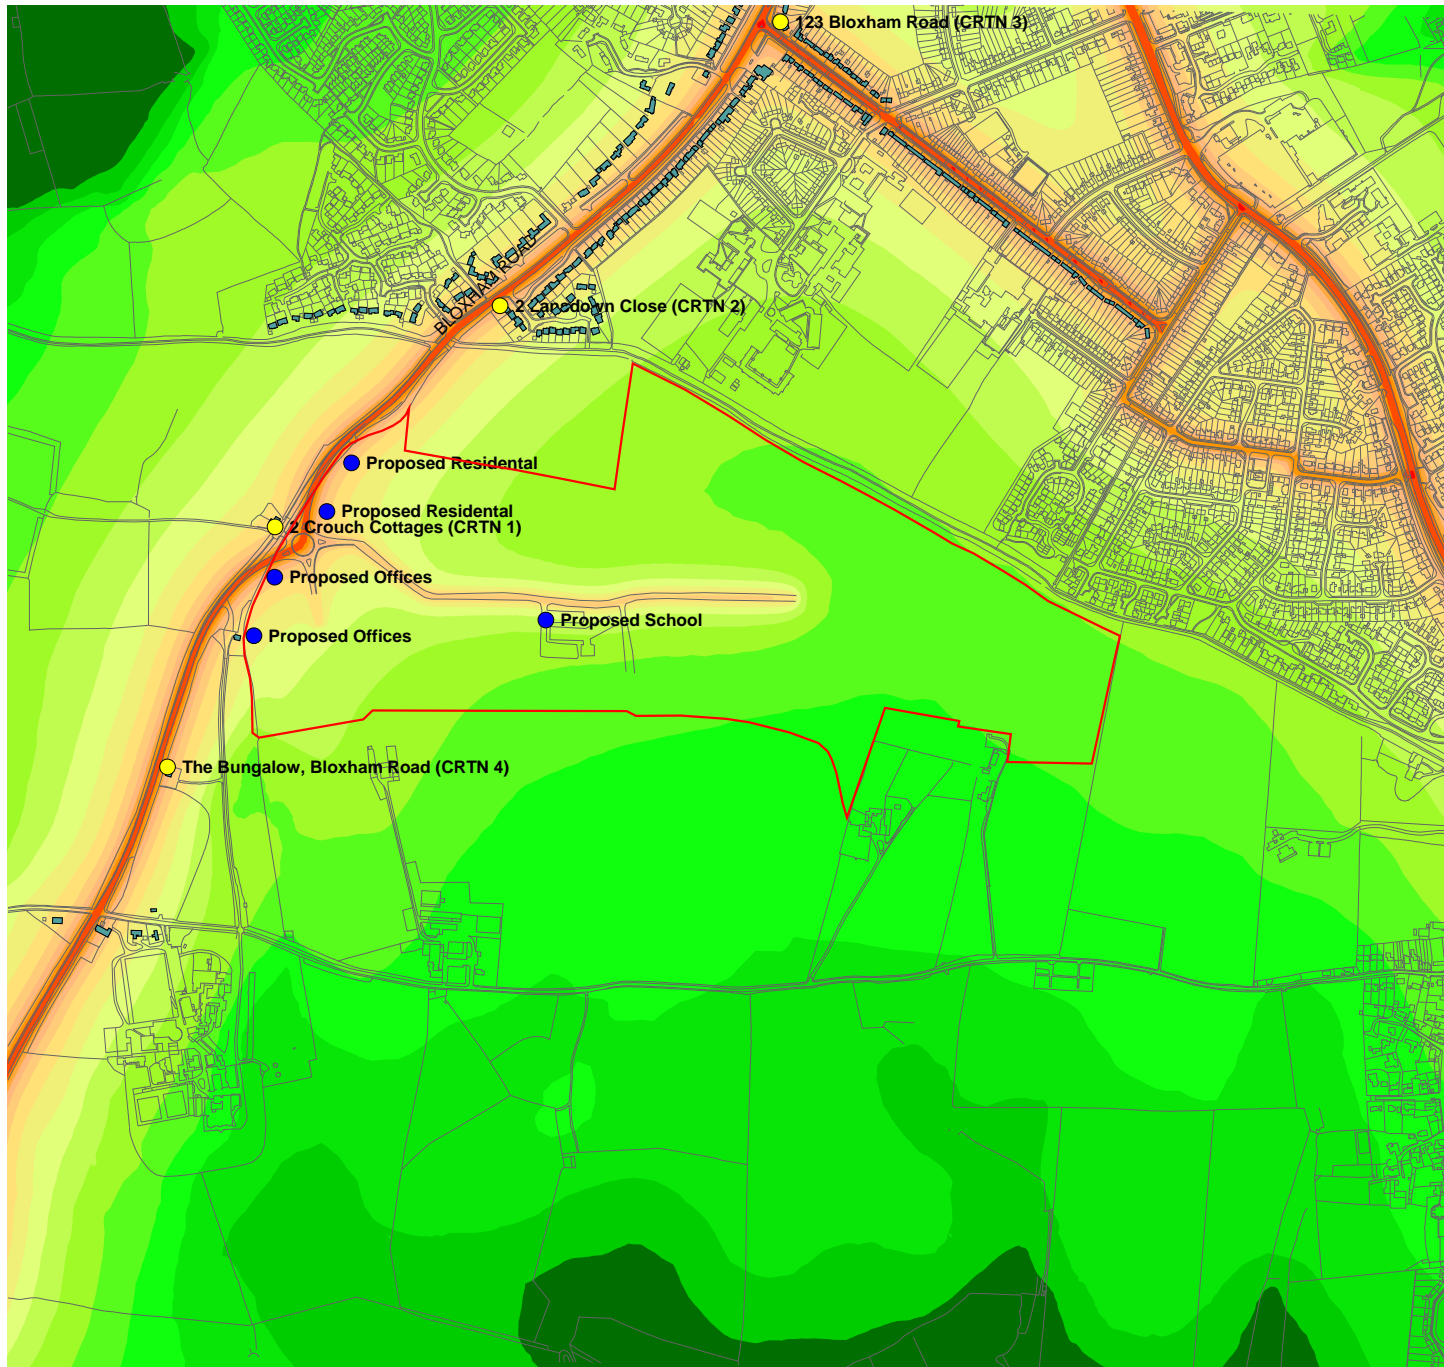 123 Bloxham Road (CRTN 3)
BLOXHAM ROAD
2 Lansdown Close (CRTN 2)
Proposed Residental
Proposed Residental
2 Crouch Cottages (CRTN 1)
Proposed Offices
Proposed School
Proposed Offices
The Bungalow, Bloxham Road (CRTN 4)